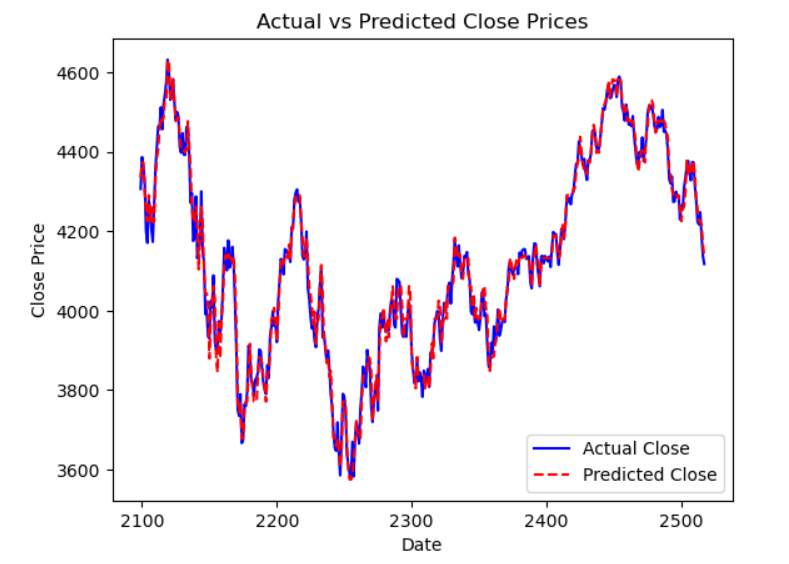 Actual vs Predicted Close Prices
4600
4400
4200
4000
3800
3600
Close Price
Actual Close
Predicted Close
2100 2200 2300 2400 2500
Date